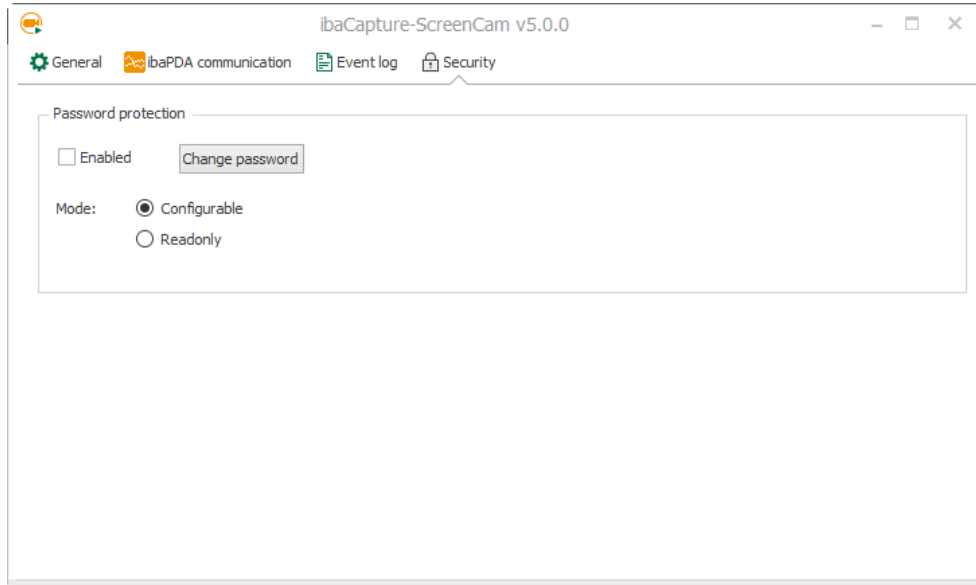 ibaCapture-ScreenCam v5.0.0
General ibaPDA communication Event log Security
Password protection
Enabled Change password
Mode: Configurable
Readonly